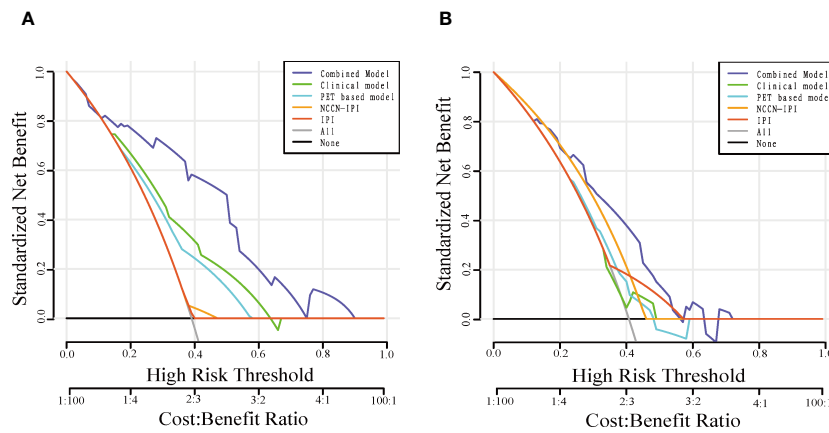 A
Standardized Net Benefit
1.0
0.8
0.6
0.4
0.2
0.0
Combined Model
Clinical model
PET based model
NCCN-IPI
IPI
All
None
0.0 0.2 0.4 0.6 0.8 1.0
High Risk Threshold
1:100 1:4 2:3 3:2 4:1 100:1
Cost:Benefit Ratio
B
Standardized Net Benefit
1.0
0.8
0.6
0.4
0.2
0.0
Combined Model
Clinical model
PET based model
NCCN-IPI
IPI
All
None
0.0 0.2 0.4 0.6 0.8 1.0
High Risk Threshold
1:100 1:4 2:3 3:2 4:1 100:1
Cost:Benefit Ratio